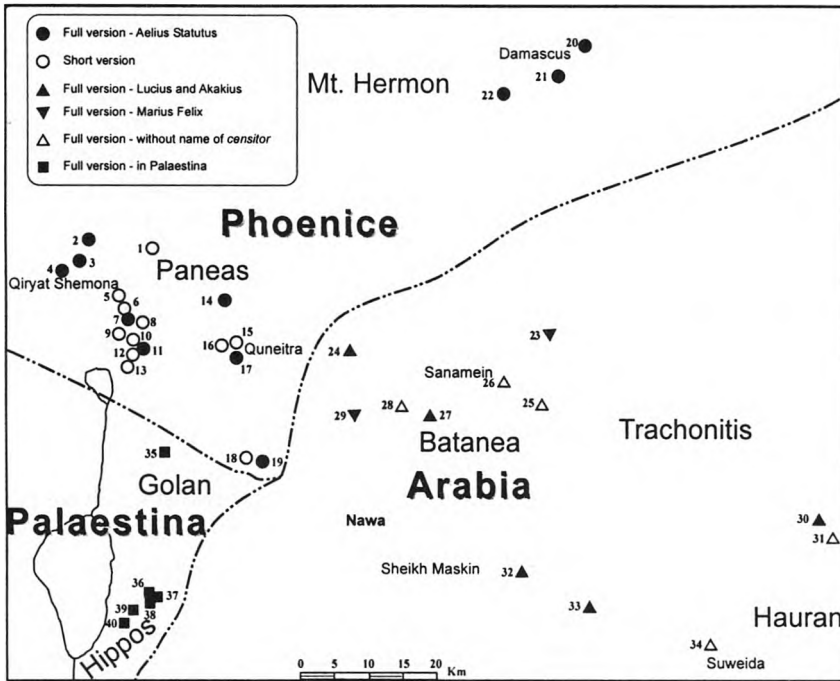 Full version - Aelius Statutus
Short version
Full version - Lucius and Akakius
Full version - Marius Felix
Full version - without name of censitor
Full version - in Palaestina
20
Damascus
21
22
Mt. Hermon
Phoenice
2
1
3
4
Paneas
Qiryat Shemona
5
6
7
8
9
10
11
12
13
14
15
16
Quneitra
17
23
24
Sanamein
26
25
28
27
29
Batanea
Trachonitis
18
19
35
Golan
Arabia
Palaestina
Nawa
30
31
Sheikh Maskin
32
36
37
39
38
33
40
Hippos
Hauran
34
Suweida
0 5 10 15 20
Km